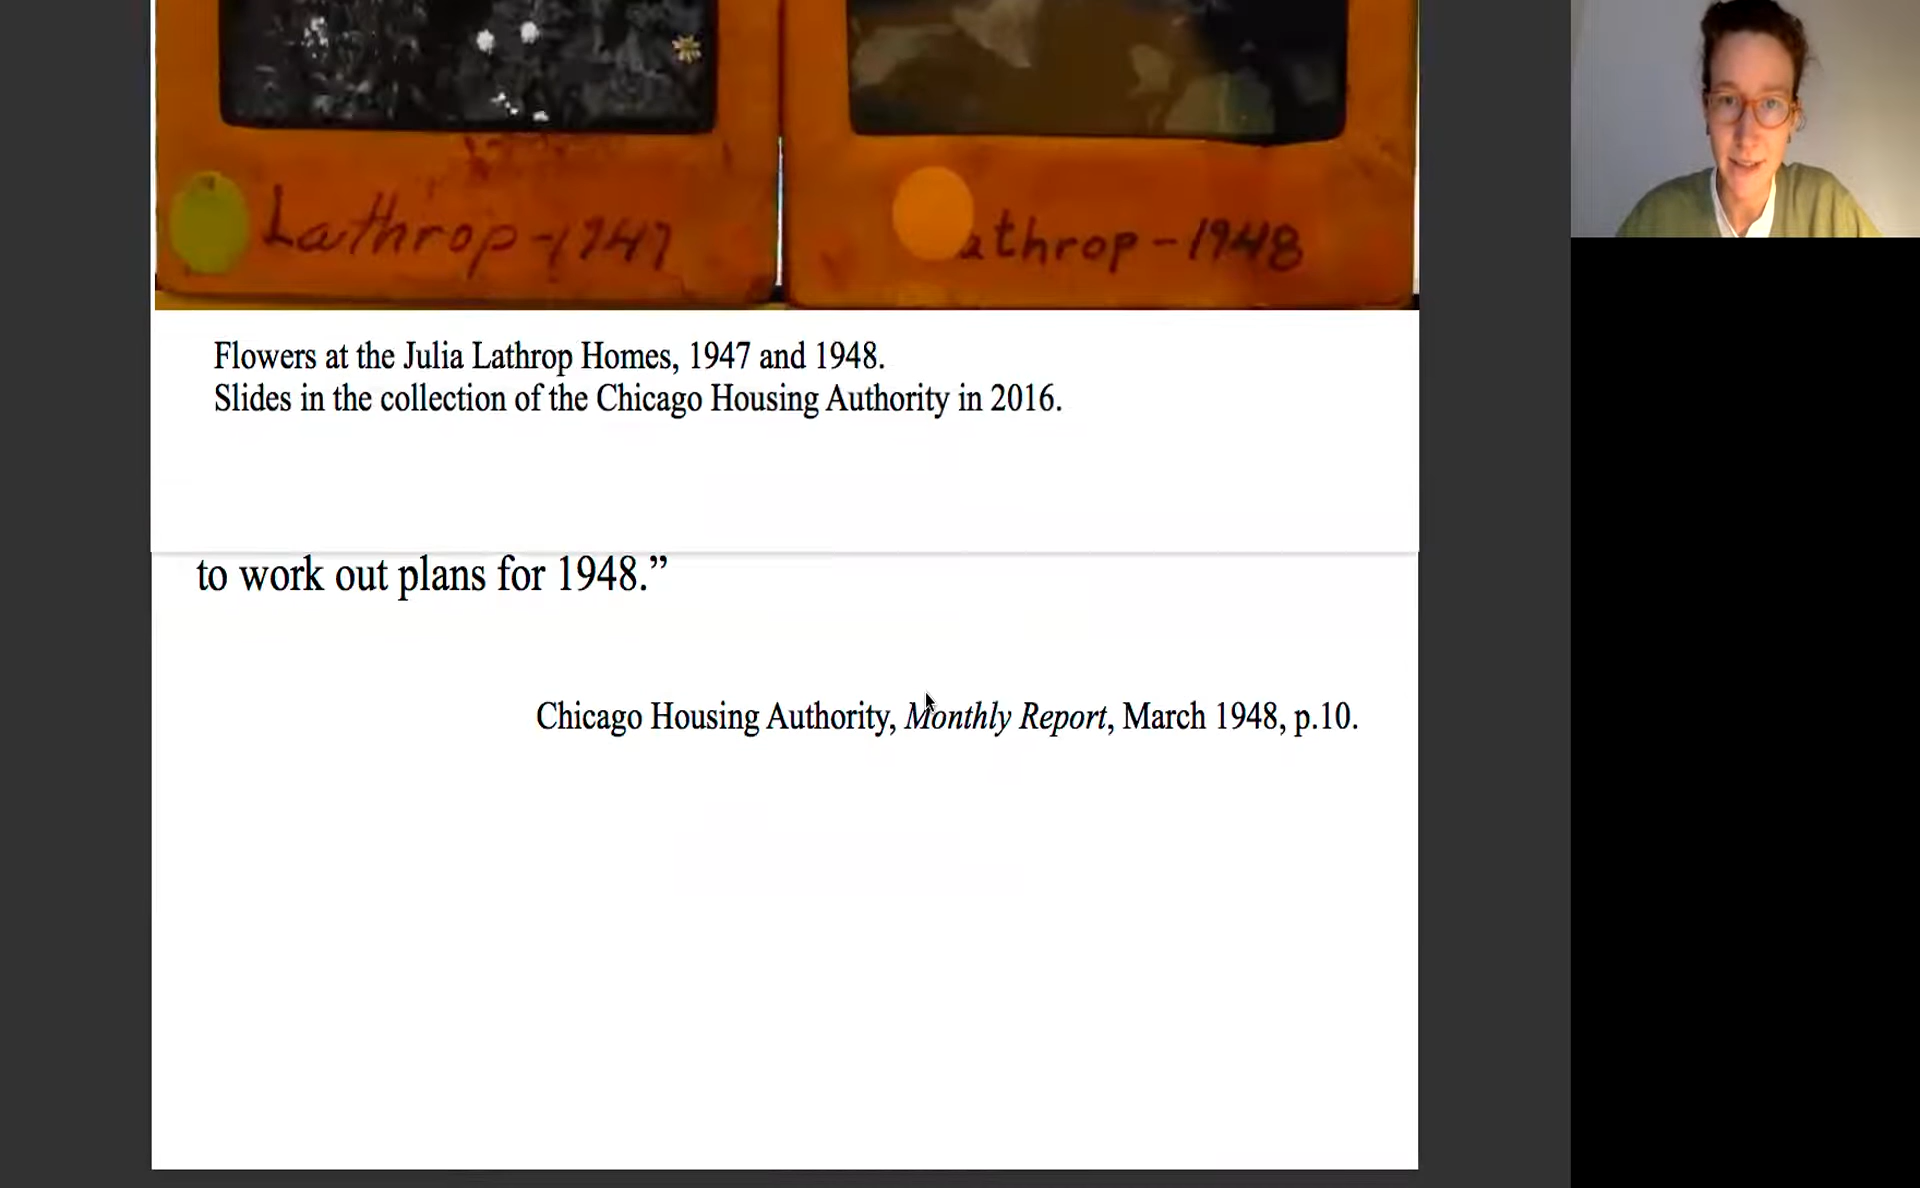 Lathrop-1947
athrop-1948
Flowers at the Julia Lathrop Homes, 1947 and 1948.
Slides in the collection of the Chicago Housing Authority in 2016.
to work out plans for 1948.”
Chicago Housing Authority, Monthly Report, March 1948, p.10.